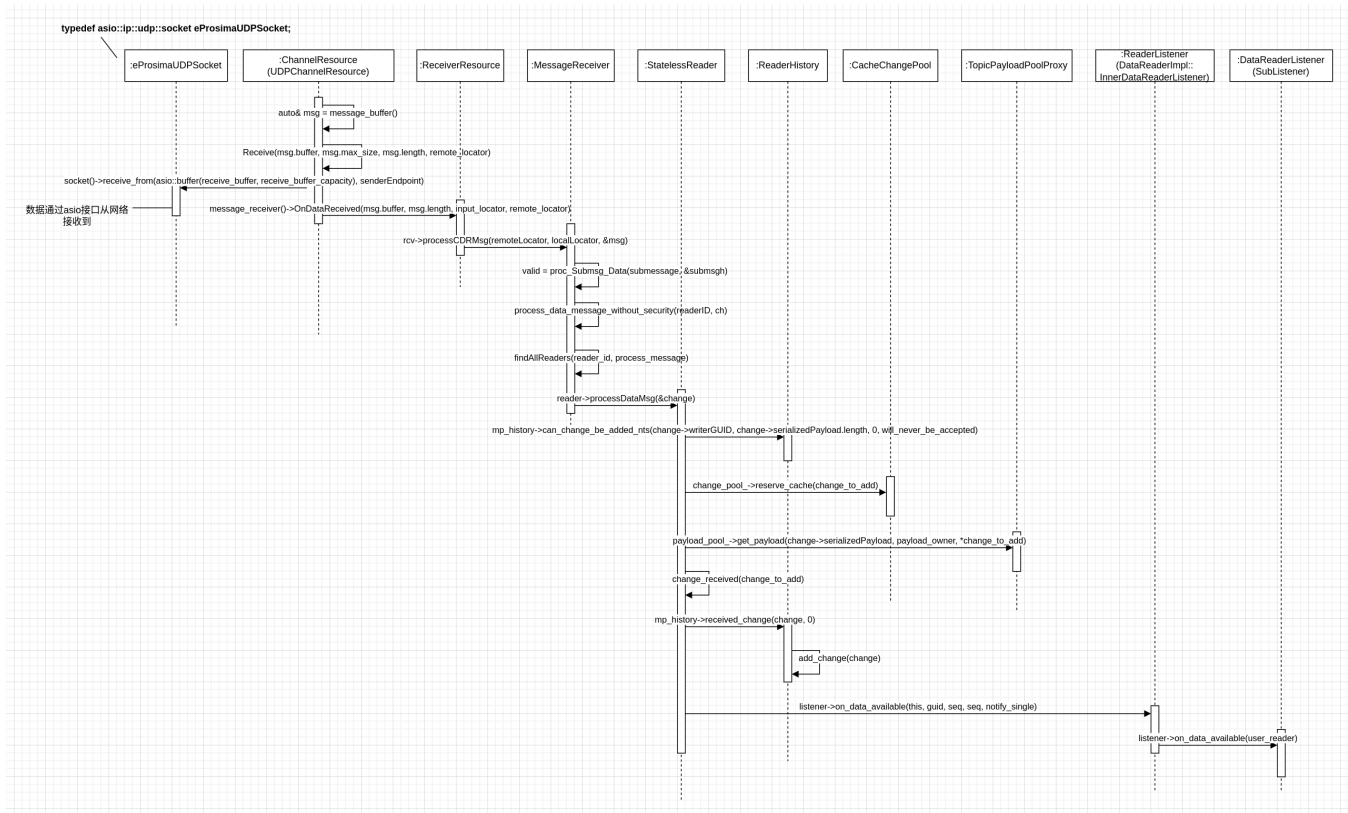 typedef asio::ip::udp::socket eProsimaUDPSocket;
:eProsimaUDPSocket
:ChannelResource
(UDPChannelResource)
:ReceiverResource
:MessageReceiver
:StatelessReader
:ReaderHistory
:CacheChangePool
:TopicPayloadPoolProxy
:ReaderListener
(DataReaderImpl::
InnerDataReaderListener)
:DataReaderListener
(SubListener)
auto& msg = message_buffer()
Receive(msg.buffer, msg.max_size, msg.length, remote_locator)
socket()->receive_from(asio::buffer(receive_buffer, receive_buffer_capacity), senderEndpoint)
数据通过asio接口从网络
接收到
message_receiver()->OnDataReceived(msg.buffer, msg.length, input_locator, remote_locator)
rcv->processCDRMsg(remoteLocator, localLocator, &msg)
valid = proc_Submsg_Data(submessage, &submsgh)
process_data_message_without_security(readerID, ch)
findAllReaders(reader_id, process_message)
reader->processDataMsg(&change)
mp_history->can_change_be_added_nts(change->writerGUID, change->serializedPayload.length, 0, will_never_be_accepted)
change_pool_->reserve_cache(change_to_add)
payload_pool_->get_payload(change->serializedPayload, payload_owner, *change_to_add)
change_received(change_to_add)
mp_history->received_change(change, 0)
add_change(change)
listener->on_data_available(this, guid, seq, seq, notify_single)
listener->on_data_available(user_reader)